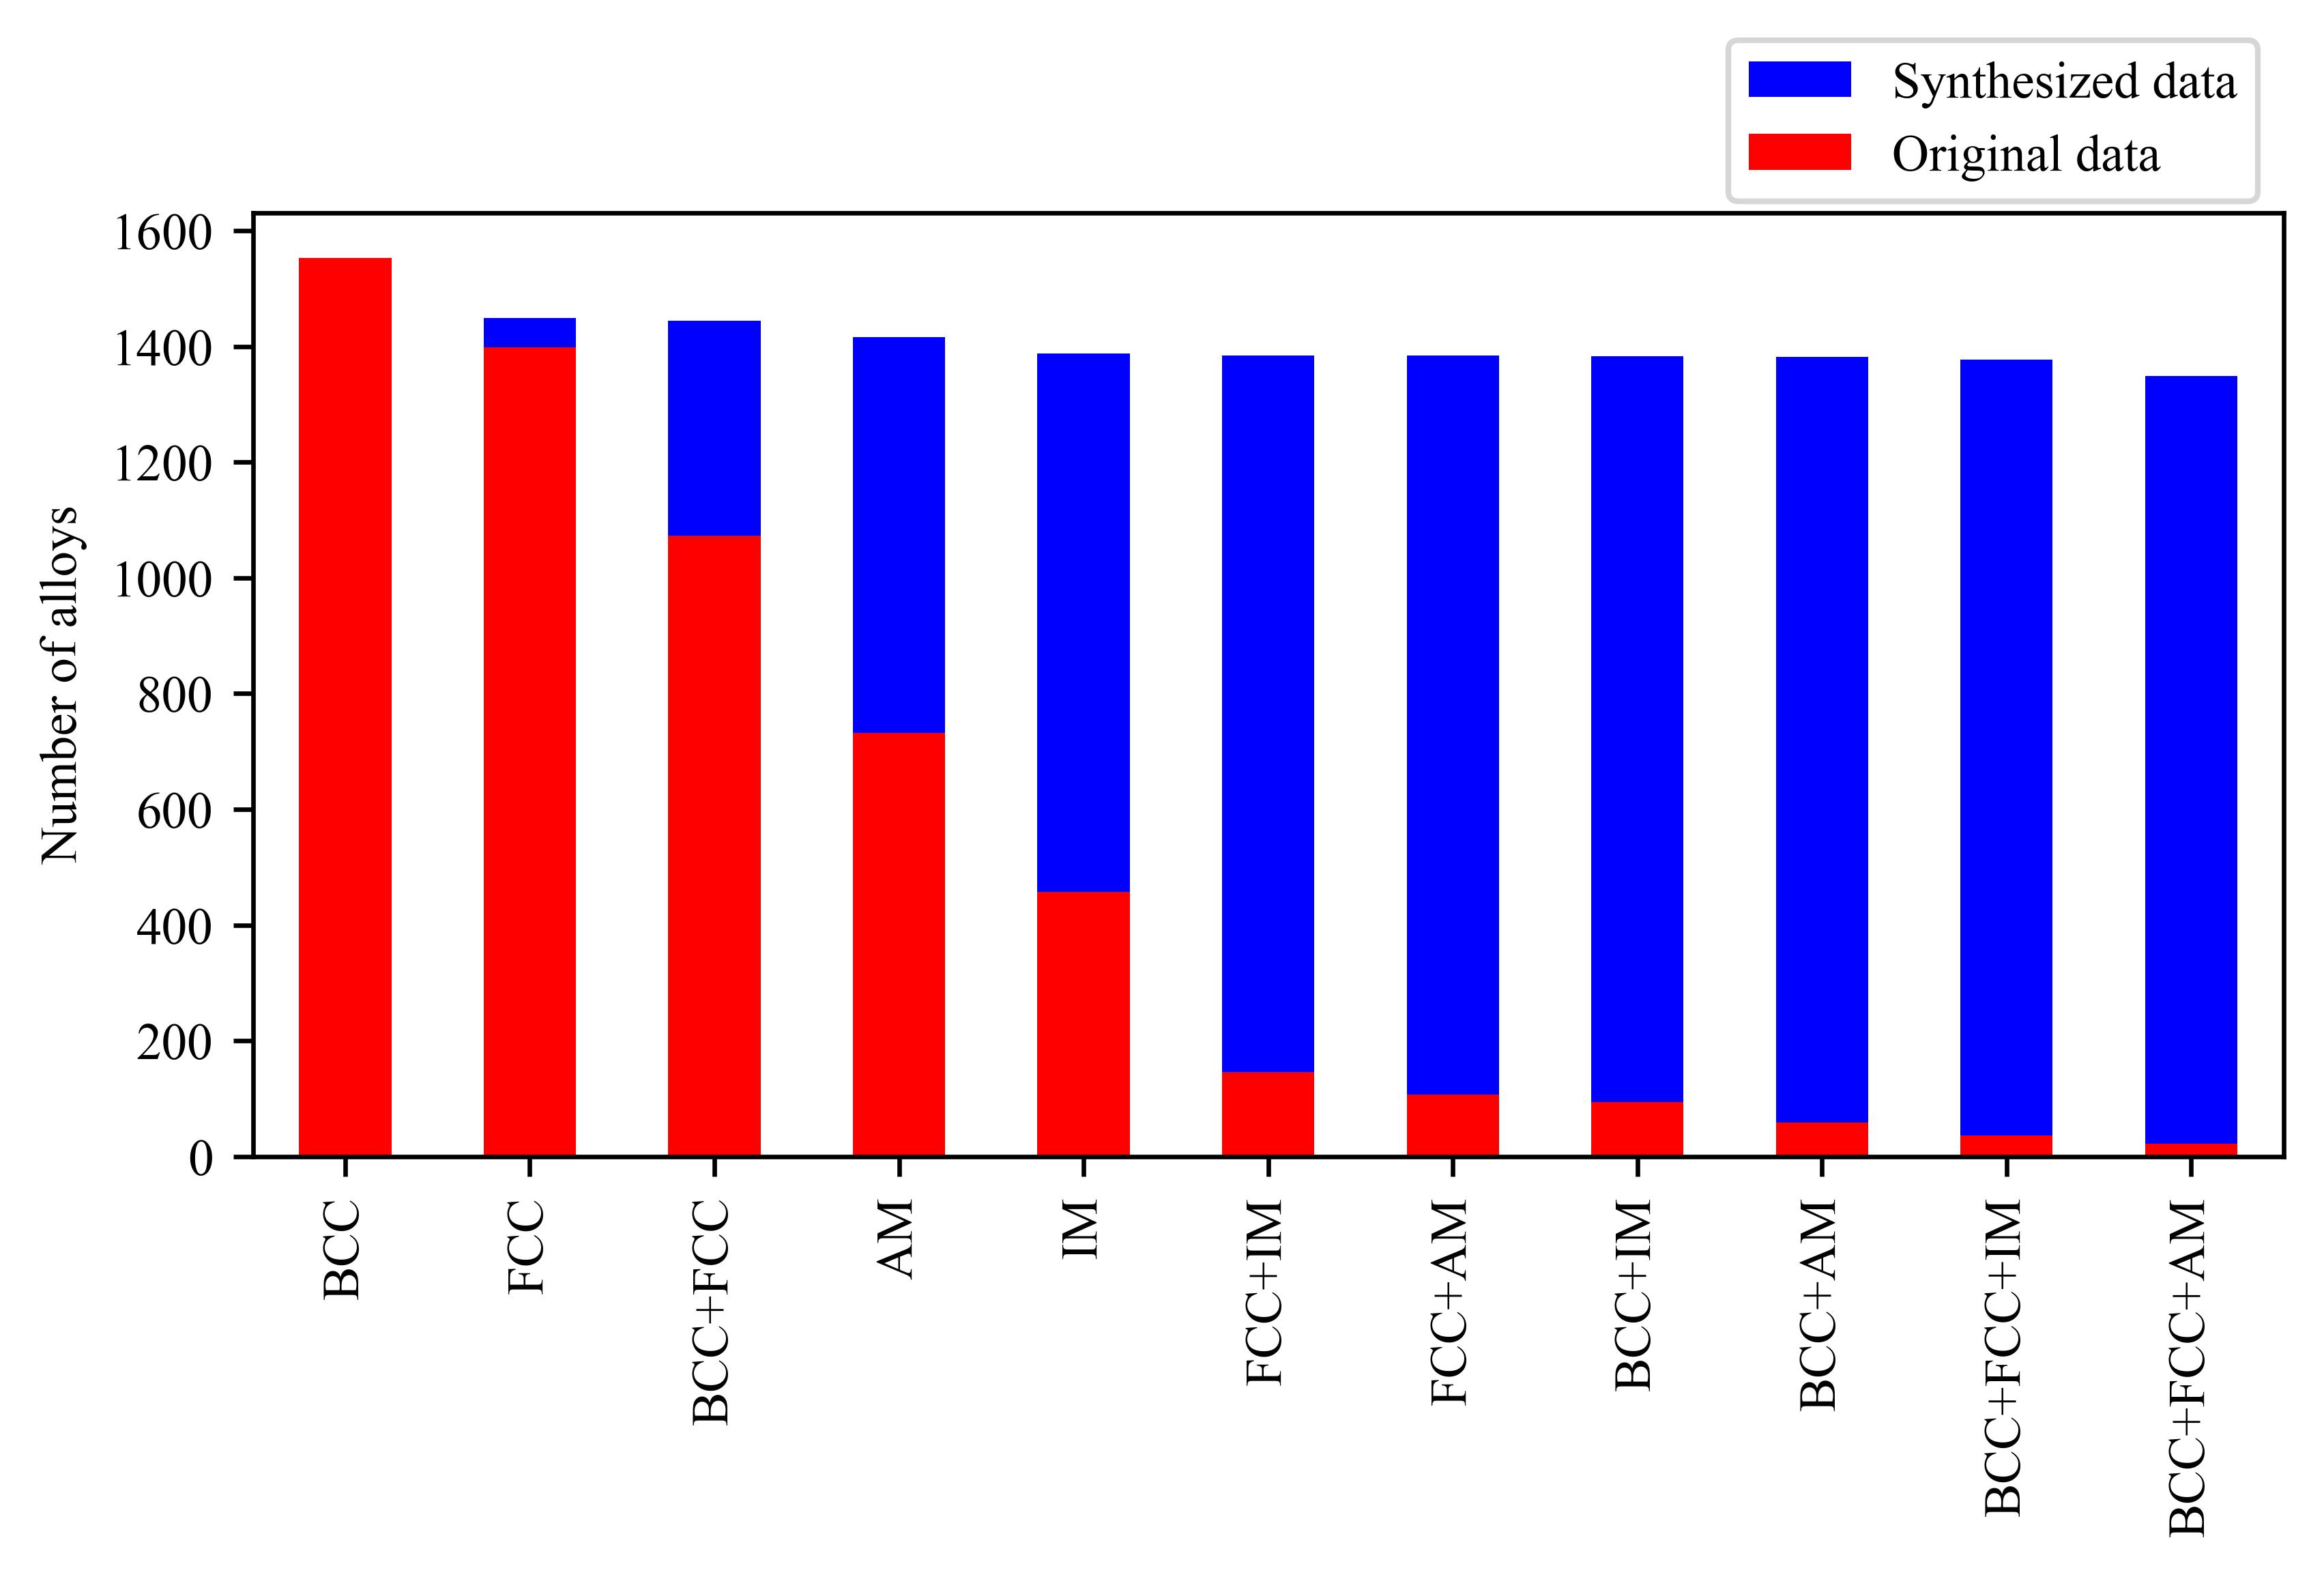 Synthesized data
Original data
1600
1400
1200
1000
800
600
400
200
0
Number of alloys
BCC
FCC
BCC+FCC
AM
IM
FCC+IM
FCC+AM
BCC+IM
BCC+AM
BCC+FCC+IM
BCC+FCC+AM